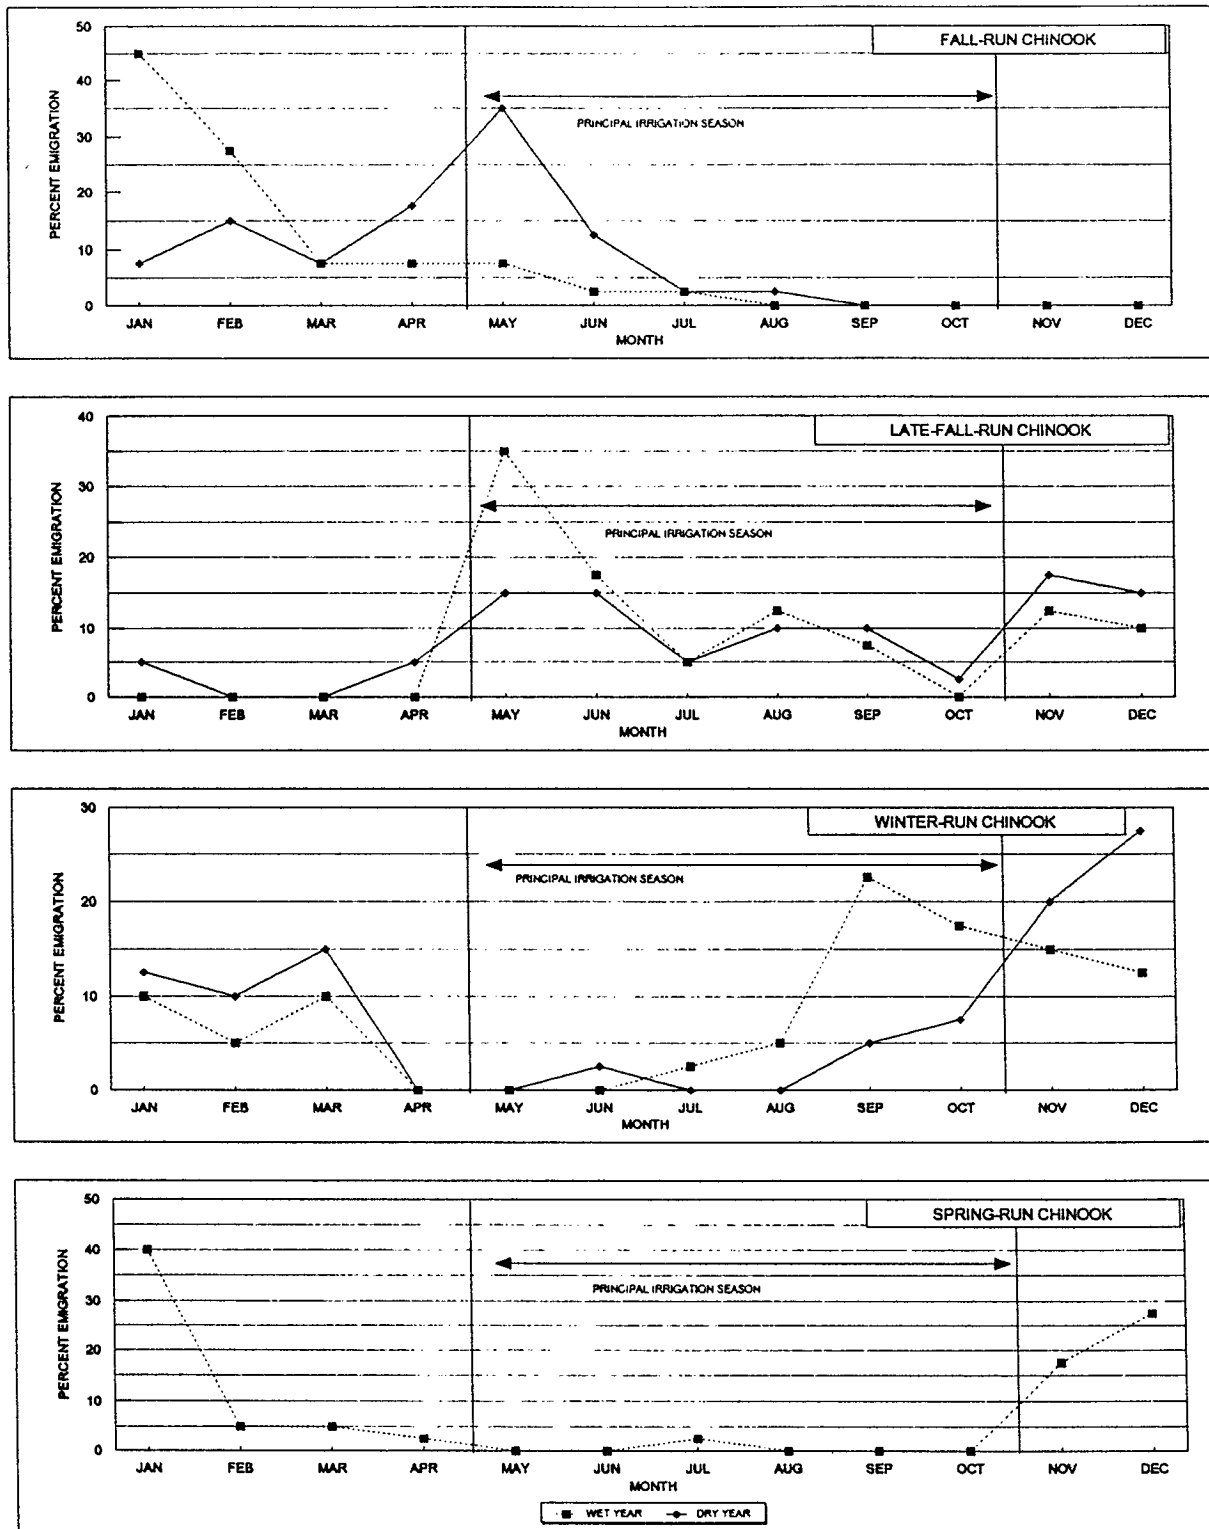 FALL-RUN CHINOOK
50
40
30
20
10
0
PERCENT EMIGRATION
PRINCIPAL IRRIGATION SEASON
JAN FEB MAR APR MAY JUN JUL AUG SEP OCT NOV DEC
MONTH
LATE-FALL-RUN CHINOOK
40
30
20
10
0
PERCENT EMIGRATION
PRINCIPAL IRRIGATION SEASON
JAN FEB MAR APR MAY JUN JUL AUG SEP OCT NOV DEC
MONTH
WINTER-RUN CHINOOK
30
20
10
0
PERCENT EMIGRATION
PRINCIPAL IRRIGATION SEASON
JAN FEB MAR APR MAY JUN JUL AUG SEP OCT NOV DEC
MONTH
SPRING-RUN CHINOOK
50
40
30
20
10
0
PERCENT EMIGRATION
PRINCIPAL IRRIGATION SEASON
JAN FEB MAR APR MAY JUN JUL AUG SEP OCT NOV DEC
MONTH
WET YEAR DRY YEAR